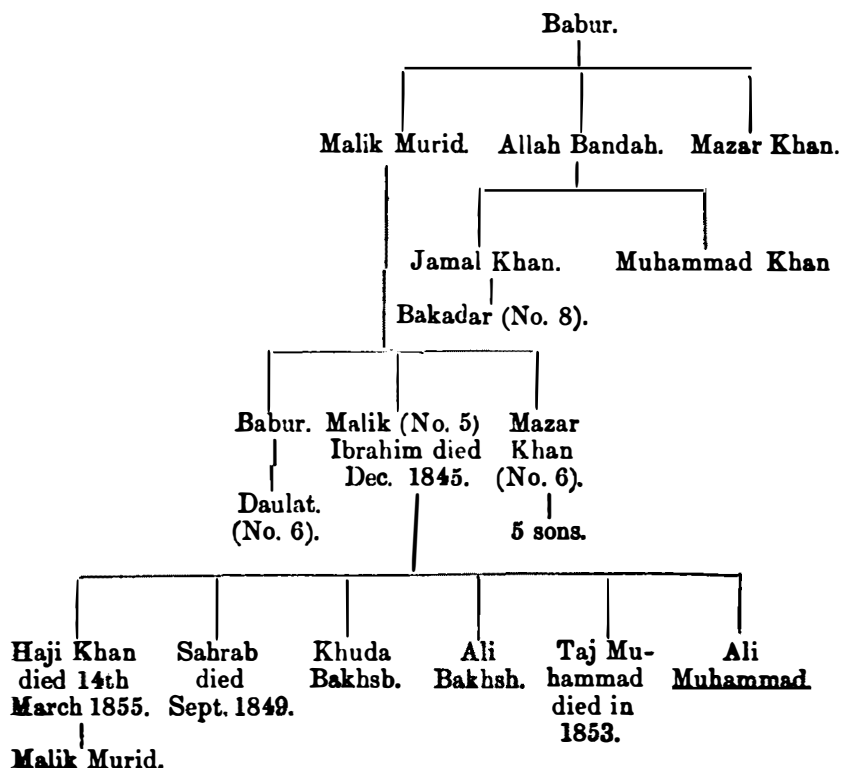 Babur.
Malik Murid. Allah Bandah. Mazar Khan.
Jamal Khan. Muhammad Khan
Bakadar (No. 8).
Babur. Malik (No. 5) Mazar
Ibrahim died Khan
Dec. 1845. (No. 6).
Daulat.
(No. 6). 5 sons.
Haji Khan Sahrab Khuda Ali Taj Mu- Ali
died 14th died Bakhsb. Bakhsh. hammad Muhammad
March 1855. Sept. 1849. died in
1853.
Malik Murid.